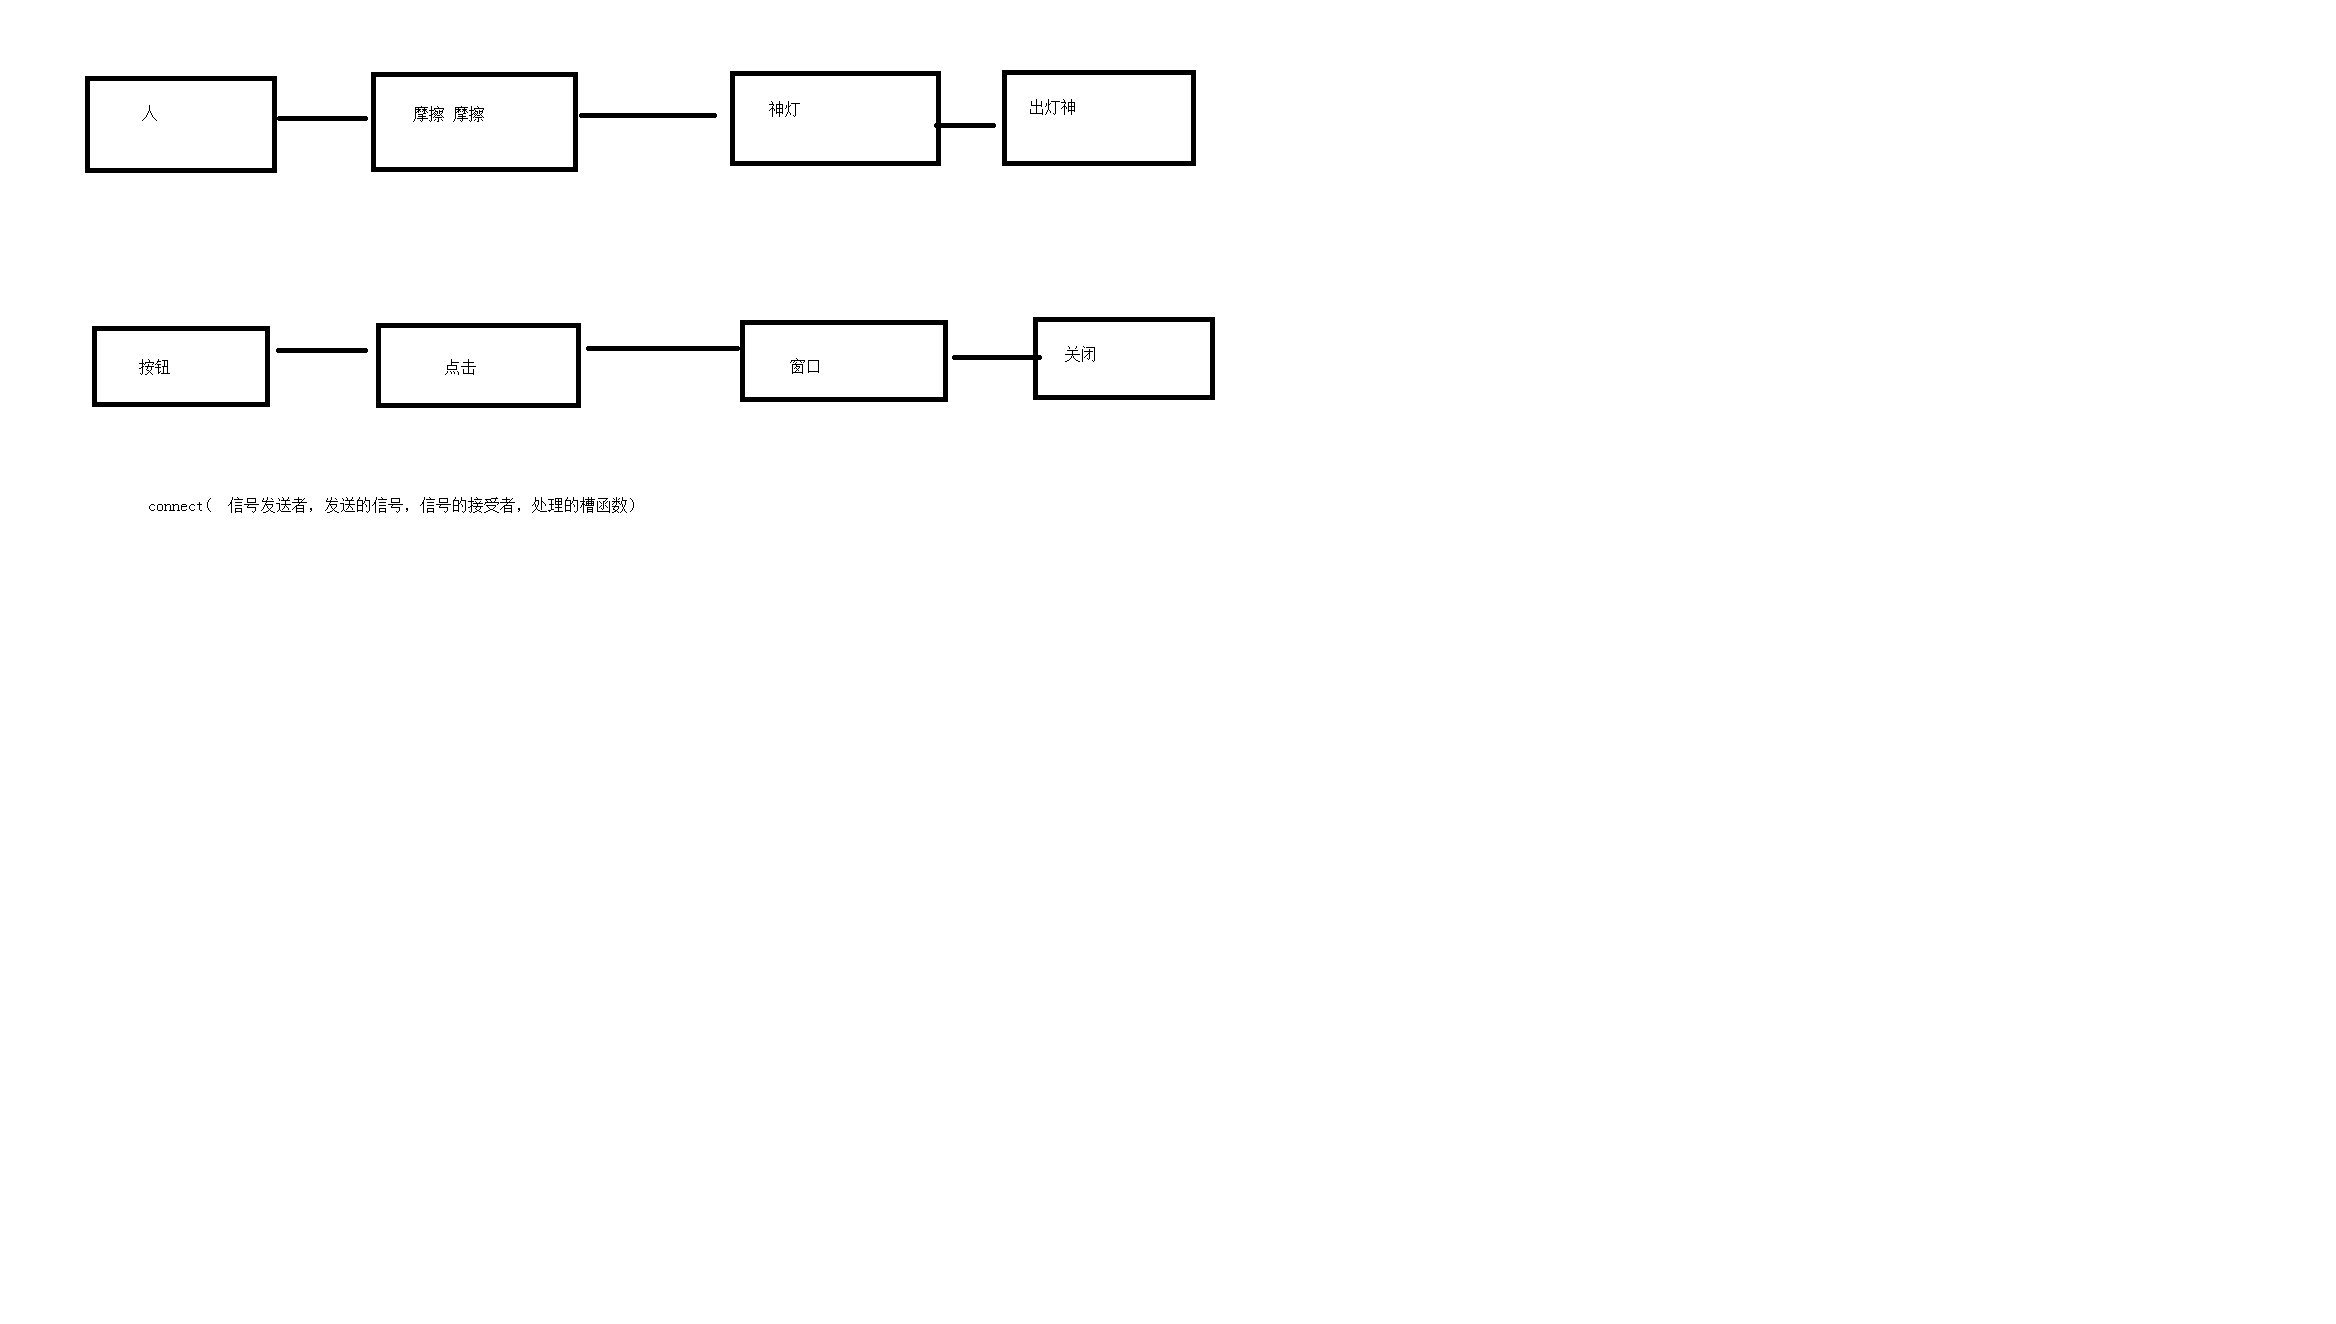 人 摩擦 摩擦 神灯 出灯神
按钮 点击 窗口 关闭
connect( 信号发送者，发送的信号，信号的接受者，处理的槽函数)